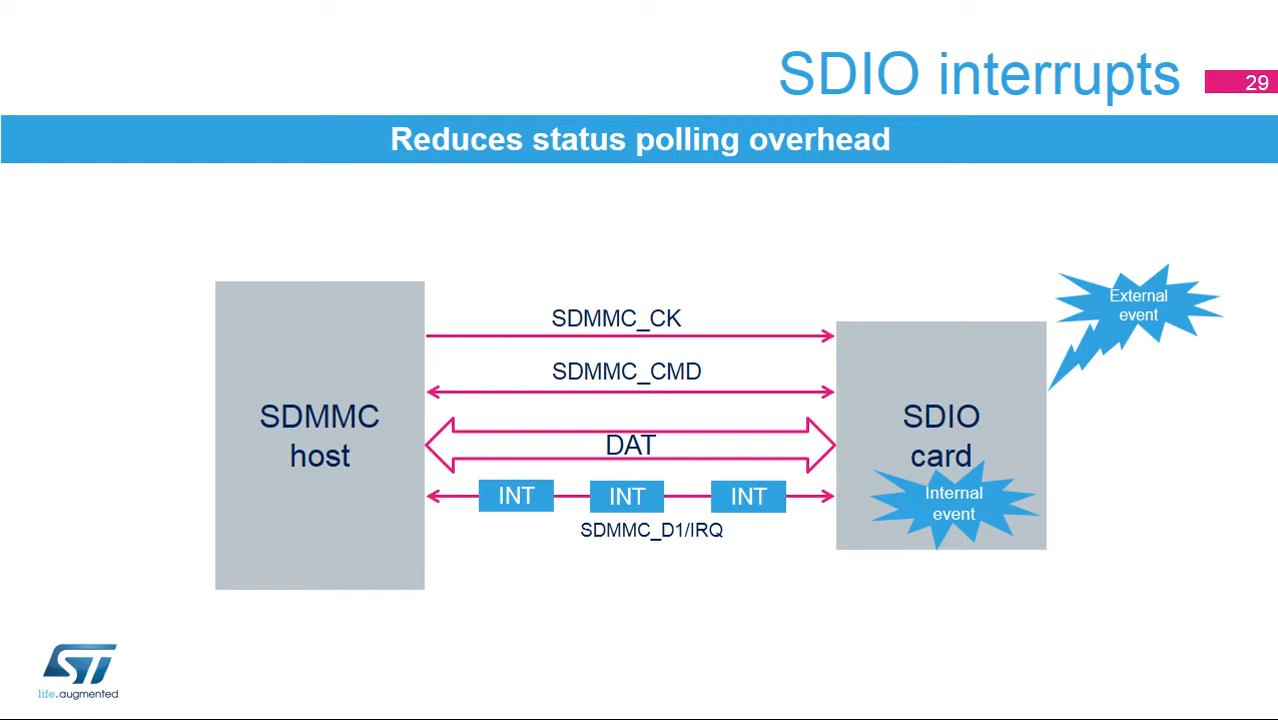 SDIO interrupts
29
Reduces status polling overhead
External
event
SDMMC_CK
SDMMC_CMD
SDMMC
host
DAT
SDIO
card
INT
INT
INT
Internal
event
SDMMC_D1/IRQ
ST
life.augmented